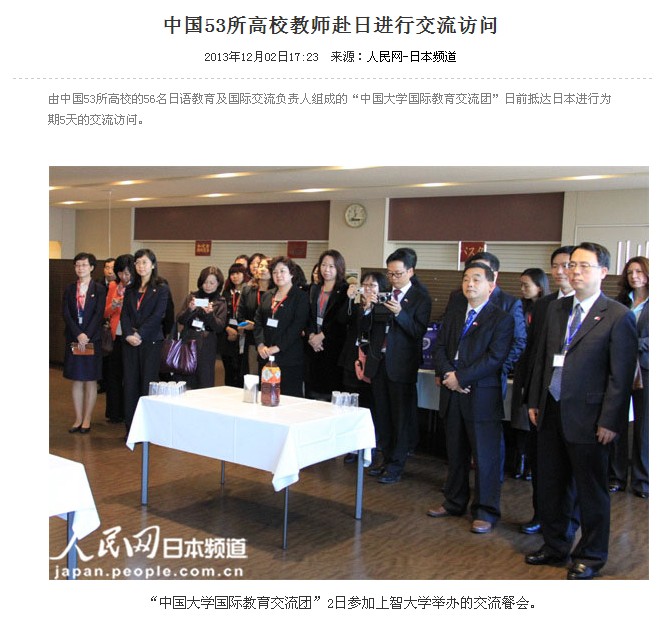 中国53所高校教师赴日进行交流访问
2013年12月02日17:23 来源：人民网-日本频道
由中国53所高校的56名日语教育及国际交流负责人组成的“中国大学国际教育交流团”日前抵达日本进行为
期5天的交流访问。
人民网日本频道
japan.people.com.cn
“中国大学国际教育交流团”2日参加上智大学举办的交流餐会。